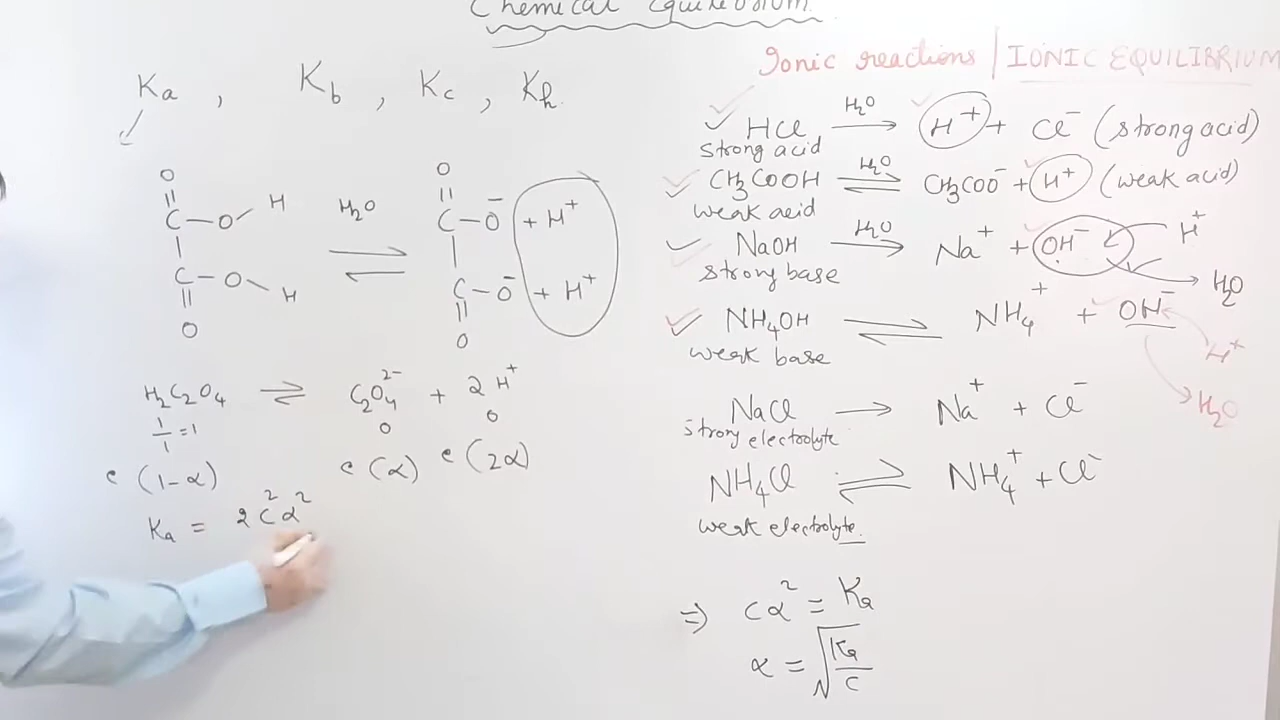 Chemical Equilibrium
Ka , Kb , Kc , Kh
O
||
C - O - H
|
C - O - H
||
O
H₂O
⇌
O
||
C - O⁻ + H⁺
|
C - O⁻ + H⁺
||
O
H₂C₂O₄ ⇌ C₂O₄²⁻ + 2H⁺
1/1 = 1 0 0
c (1-α) c (α) c (2α)
Ka = 2c²α²
Ionic reactions | IONIC EQUILIBRIUM
HCl H₂O → H⁺ + Cl⁻ (strong acid)
strong acid
CH₃COOH H₂O ⇌ CH₃COO⁻ + H⁺ (weak acid)
weak acid
NaOH H₂O → Na⁺ + OH⁻ H⁺
strong base
H₂O
NH₄OH ⇌ NH₄⁺ + OH⁻
weak base
H⁺
H₂O
NaCl → Na⁺ + Cl⁻
strong electrolyte
NH₄Cl ⇌ NH₄⁺ + Cl⁻
weak electrolyte.
⇒ cα² = Ka
α = √(Ka/c)